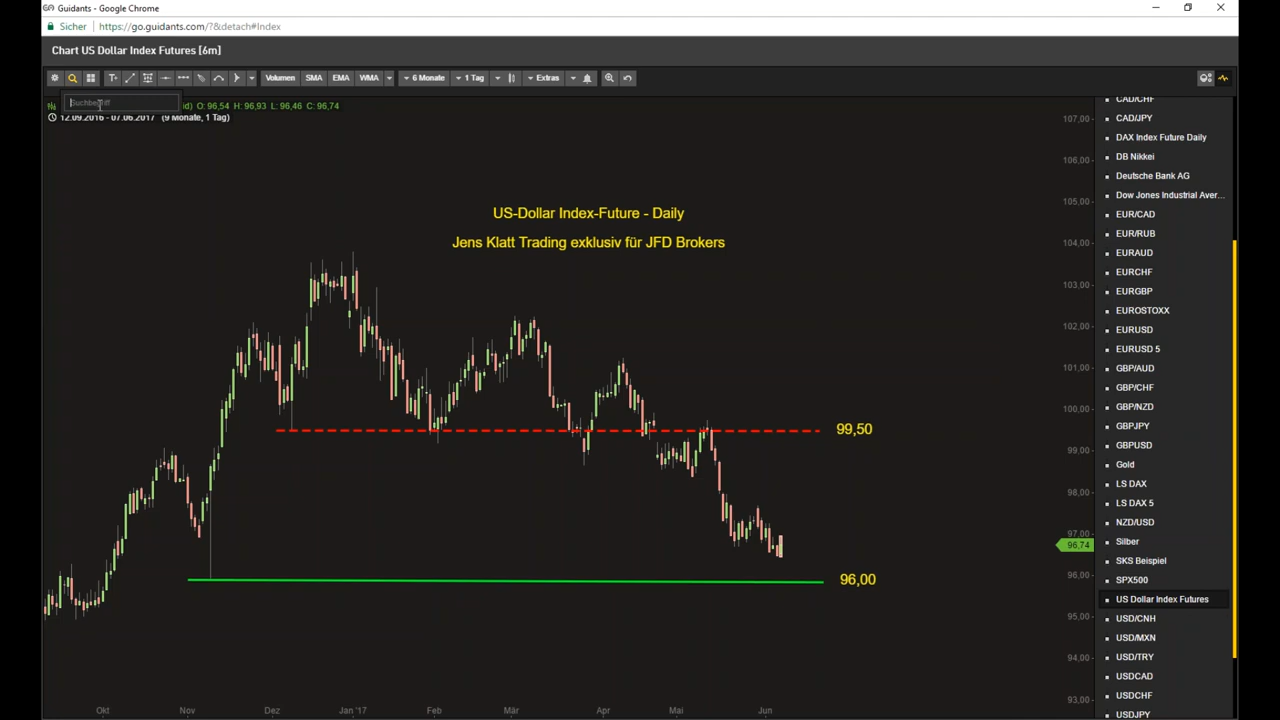 Guidants - Google Chrome
Sicher https://go.guidants.com/?&detach#Index
Chart US Dollar Index Futures [6m]
T+ Volumen SMA EMA WMA 6 Monate 1 Tag Extras
Suchbegriff
id) O: 96,54 H: 96,93 L: 96,46 C: 96,74
12.09.2016 - 07.06.2017 (9 Monate, 1 Tag)
US-Dollar Index-Future - Daily
Jens Klatt Trading exklusiv für JFD Brokers
99,50
96,00
107,00
106,00
105,00
104,00
103,00
102,00
101,00
100,00
99,00
98,00
97,00
96,74
96,00
95,00
94,00
93,00
Okt Nov Dez Jan '17 Feb Mär Apr Mai Jun
CAD/CHF
CAD/JPY
DAX Index Future Daily
DB Nikkei
Deutsche Bank AG
Dow Jones Industrial Aver...
EUR/CAD
EUR/RUB
EURAUD
EURCHF
EURGBP
EUROSTOXX
EURUSD
EURUSD 5
GBP/AUD
GBP/CHF
GBP/NZD
GBPJPY
GBPUSD
Gold
LS DAX
LS DAX 5
NZD/USD
Silber
SKS Beispiel
SPX500
US Dollar Index Futures
USD/CNH
USD/MXN
USD/TRY
USDCAD
USDCHF
USDJPY